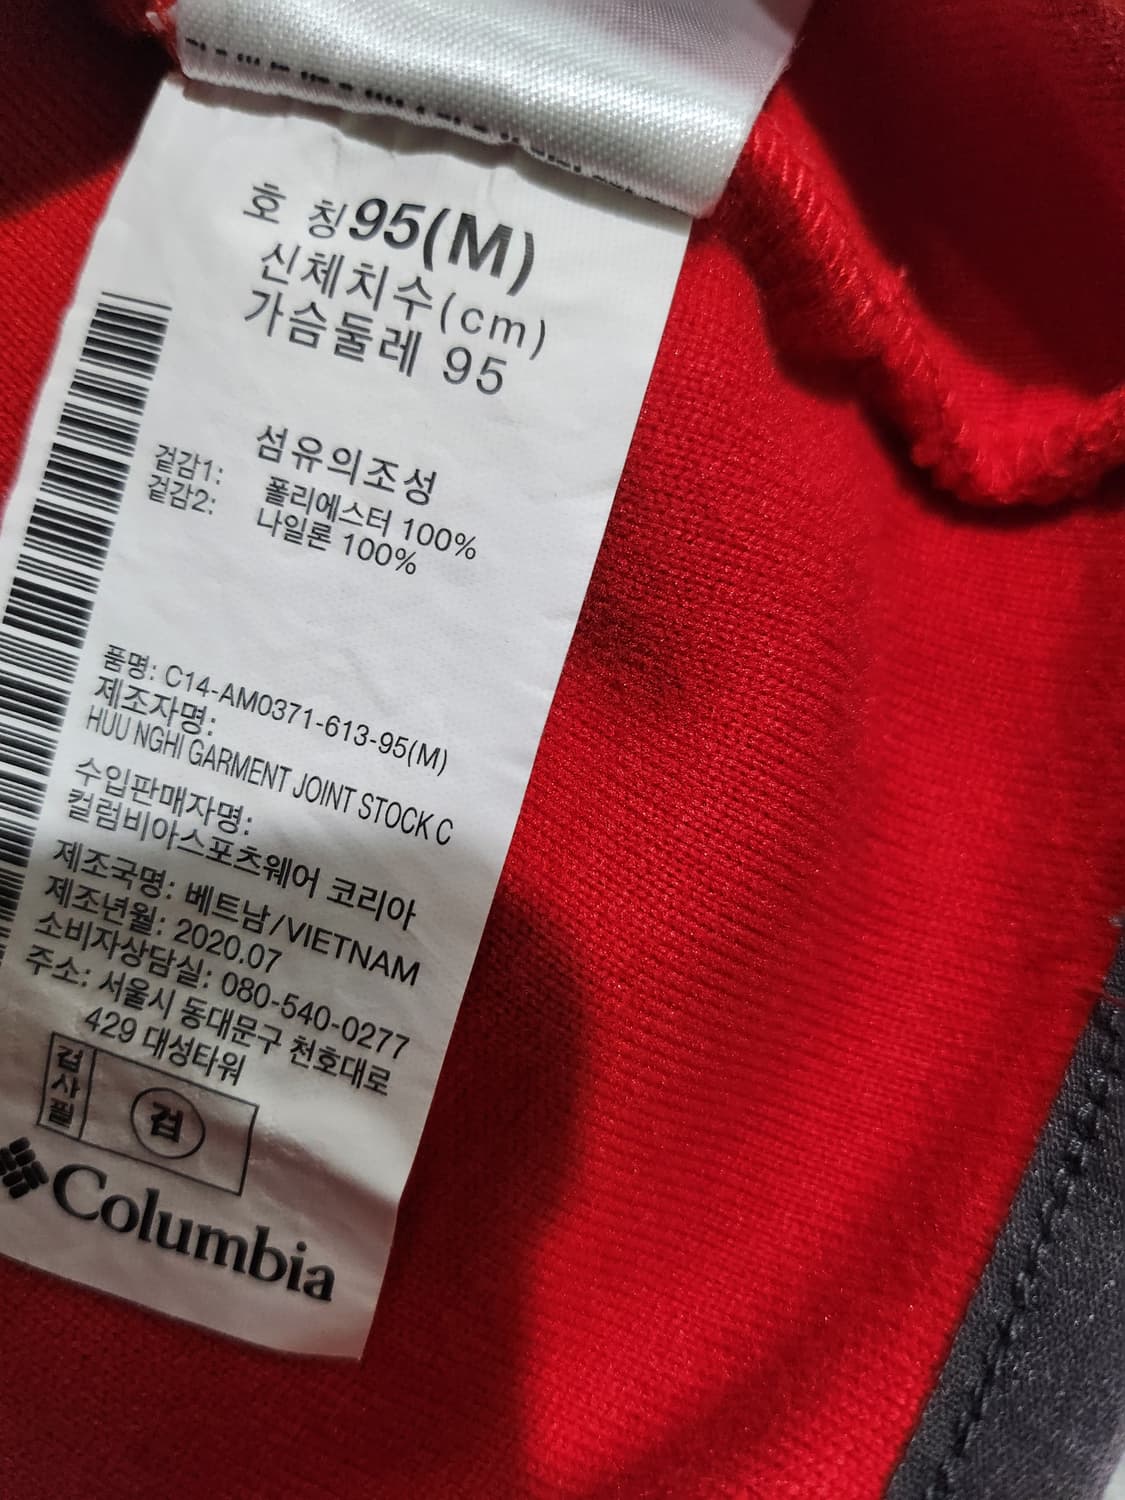 호 칭 95(M)
신체치수(cm)
가슴둘레 95
섬유의조성
겉감1: 폴리에스터 100%
겉감2: 나일론 100%
품명: C14-AM0371-613-95(M)
제조자명:
HUU NGHI GARMENT JOINT STOCK C
수입판매자명:
컬럼비아스포츠웨어 코리아
제조국명: 베트남/VIETNAM
제조년월: 2020.07
소비자상담실: 080-540-0277
주소: 서울시 동대문구 천호대로
429 대성타워
검사필 검
Columbia